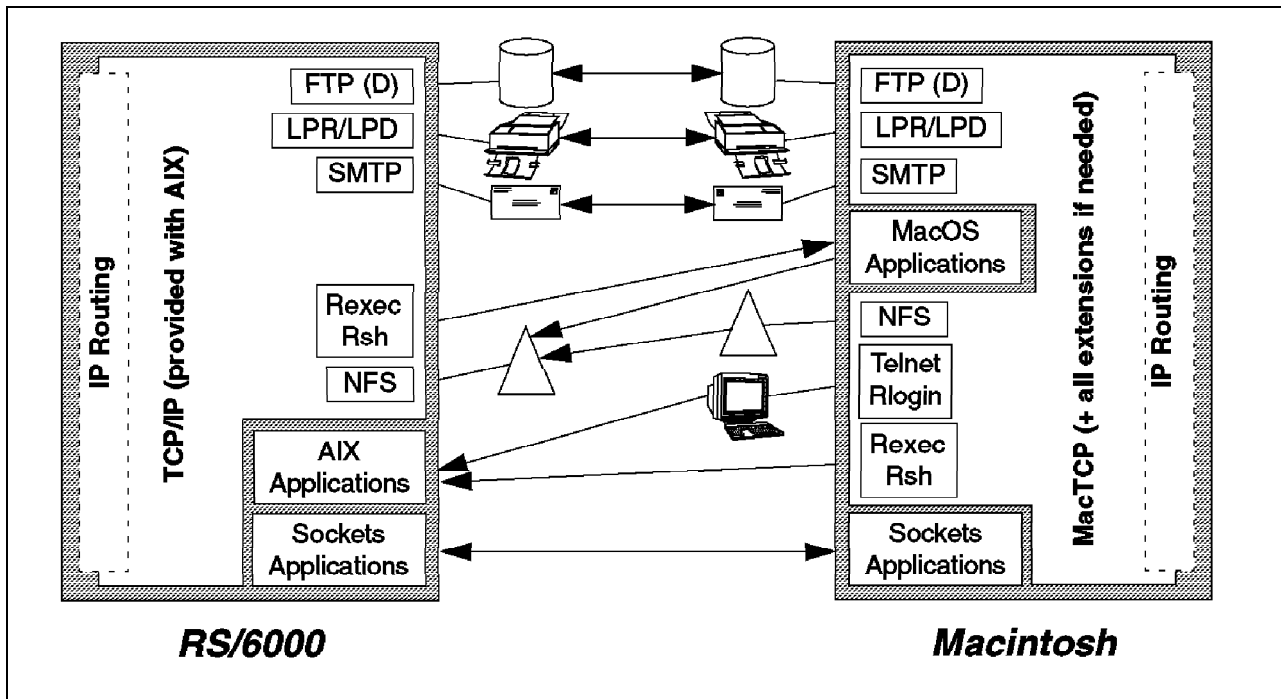 IP Routing
TCP/IP (provided with AIX)
FTP (D)
LPR/LPD
SMTP
Rexec
Rsh
NFS
AIX
Applications
Sockets
Applications
RS/6000
FTP (D)
LPR/LPD
SMTP
MacOS
Applications
NFS
Telnet
Rlogin
Rexec
Rsh
Sockets
Applications
MacTCP (+ all extensions if needed)
IP Routing
Macintosh